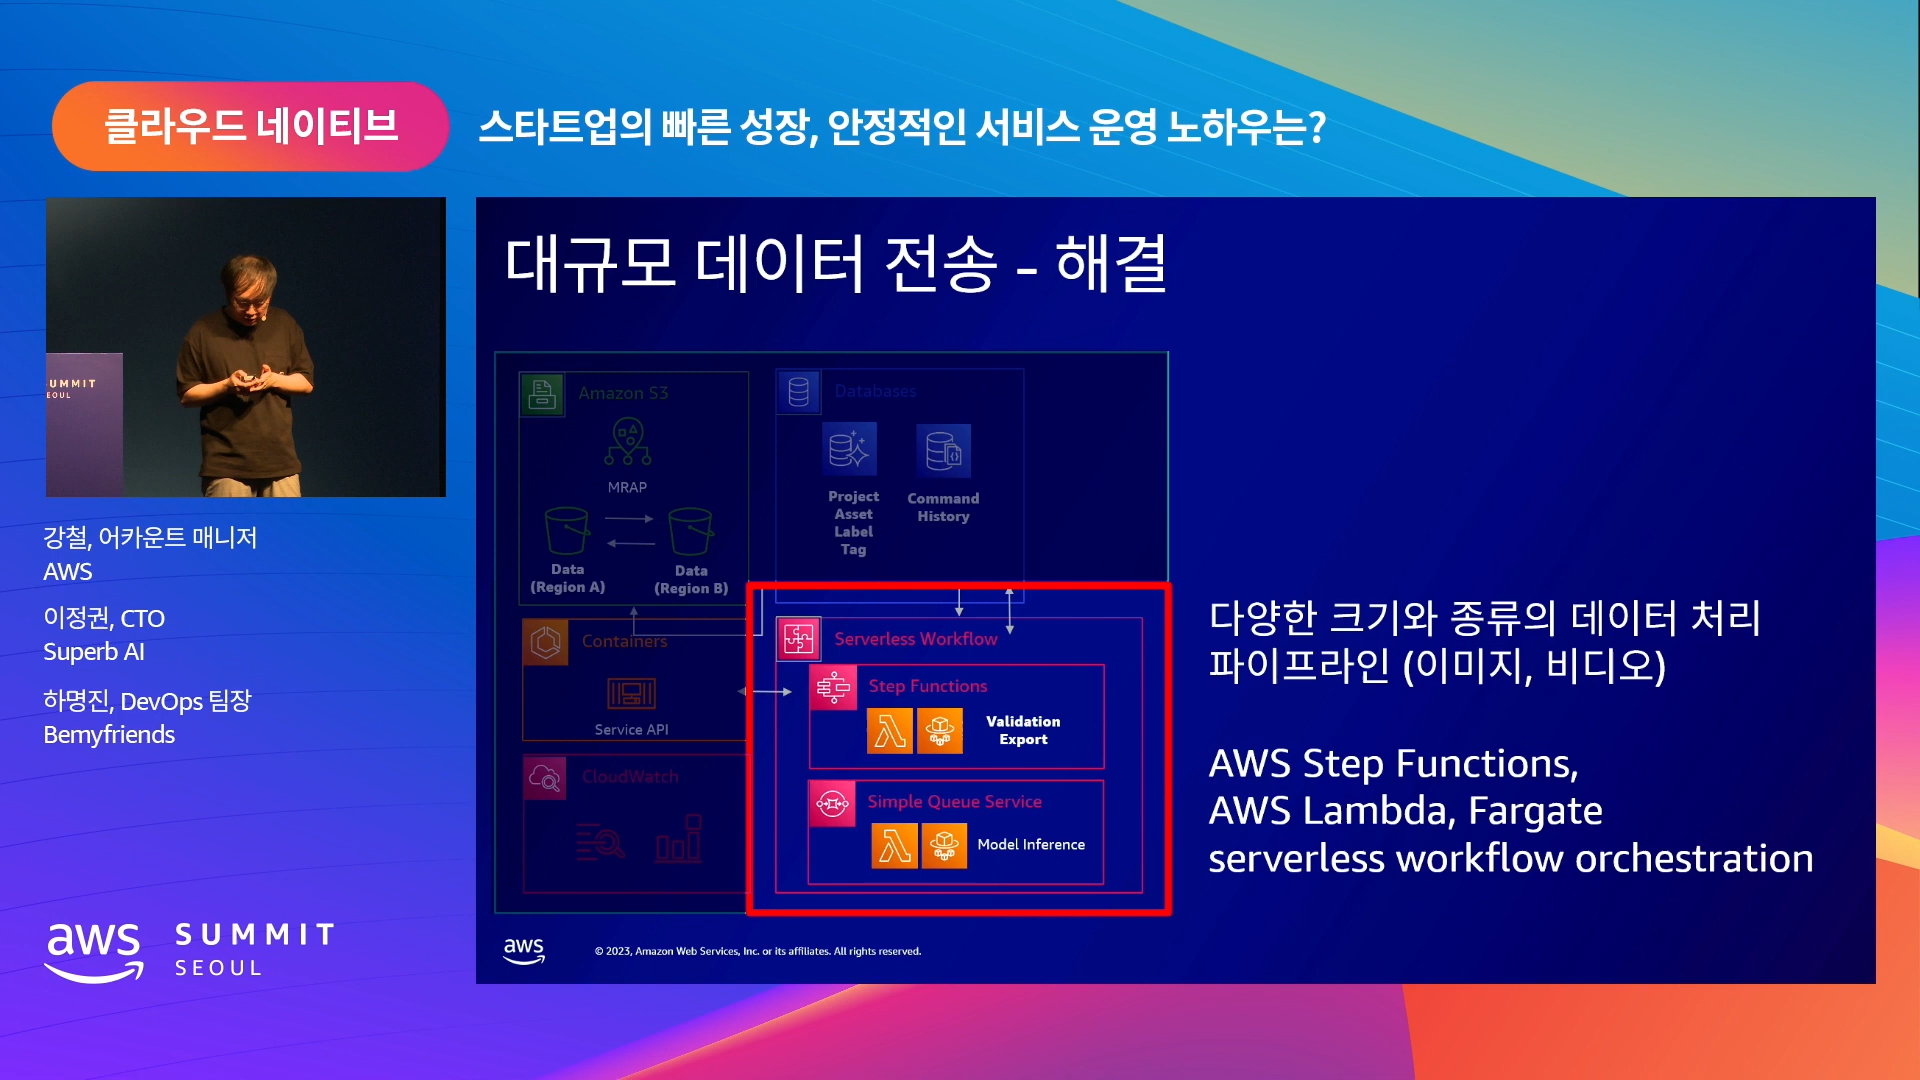 클라우드 네이티브
스타트업의 빠른 성장, 안정적인 서비스 운영 노하우는?
SUMMIT
EOUL
강철, 어카운트 매니저
AWS
이정권, CTO
Superb AI
하명진, DevOps 팀장
Bemyfriends
aws
SUMMIT
SEOUL
대규모 데이터 전송 - 해결
Amazon S3
MRAP
Data
(Region A)
Data
(Region B)
Databases
Project
Asset
Label
Tag
Command
History
Containers
Service API
CloudWatch
Serverless Workflow
Step Functions
Validation
Export
Simple Queue Service
Model Inference
다양한 크기와 종류의 데이터 처리
파이프라인 (이미지, 비디오)
AWS Step Functions,
AWS Lambda, Fargate
serverless workflow orchestration
aws
© 2023, Amazon Web Services, Inc. or its affiliates. All rights reserved.